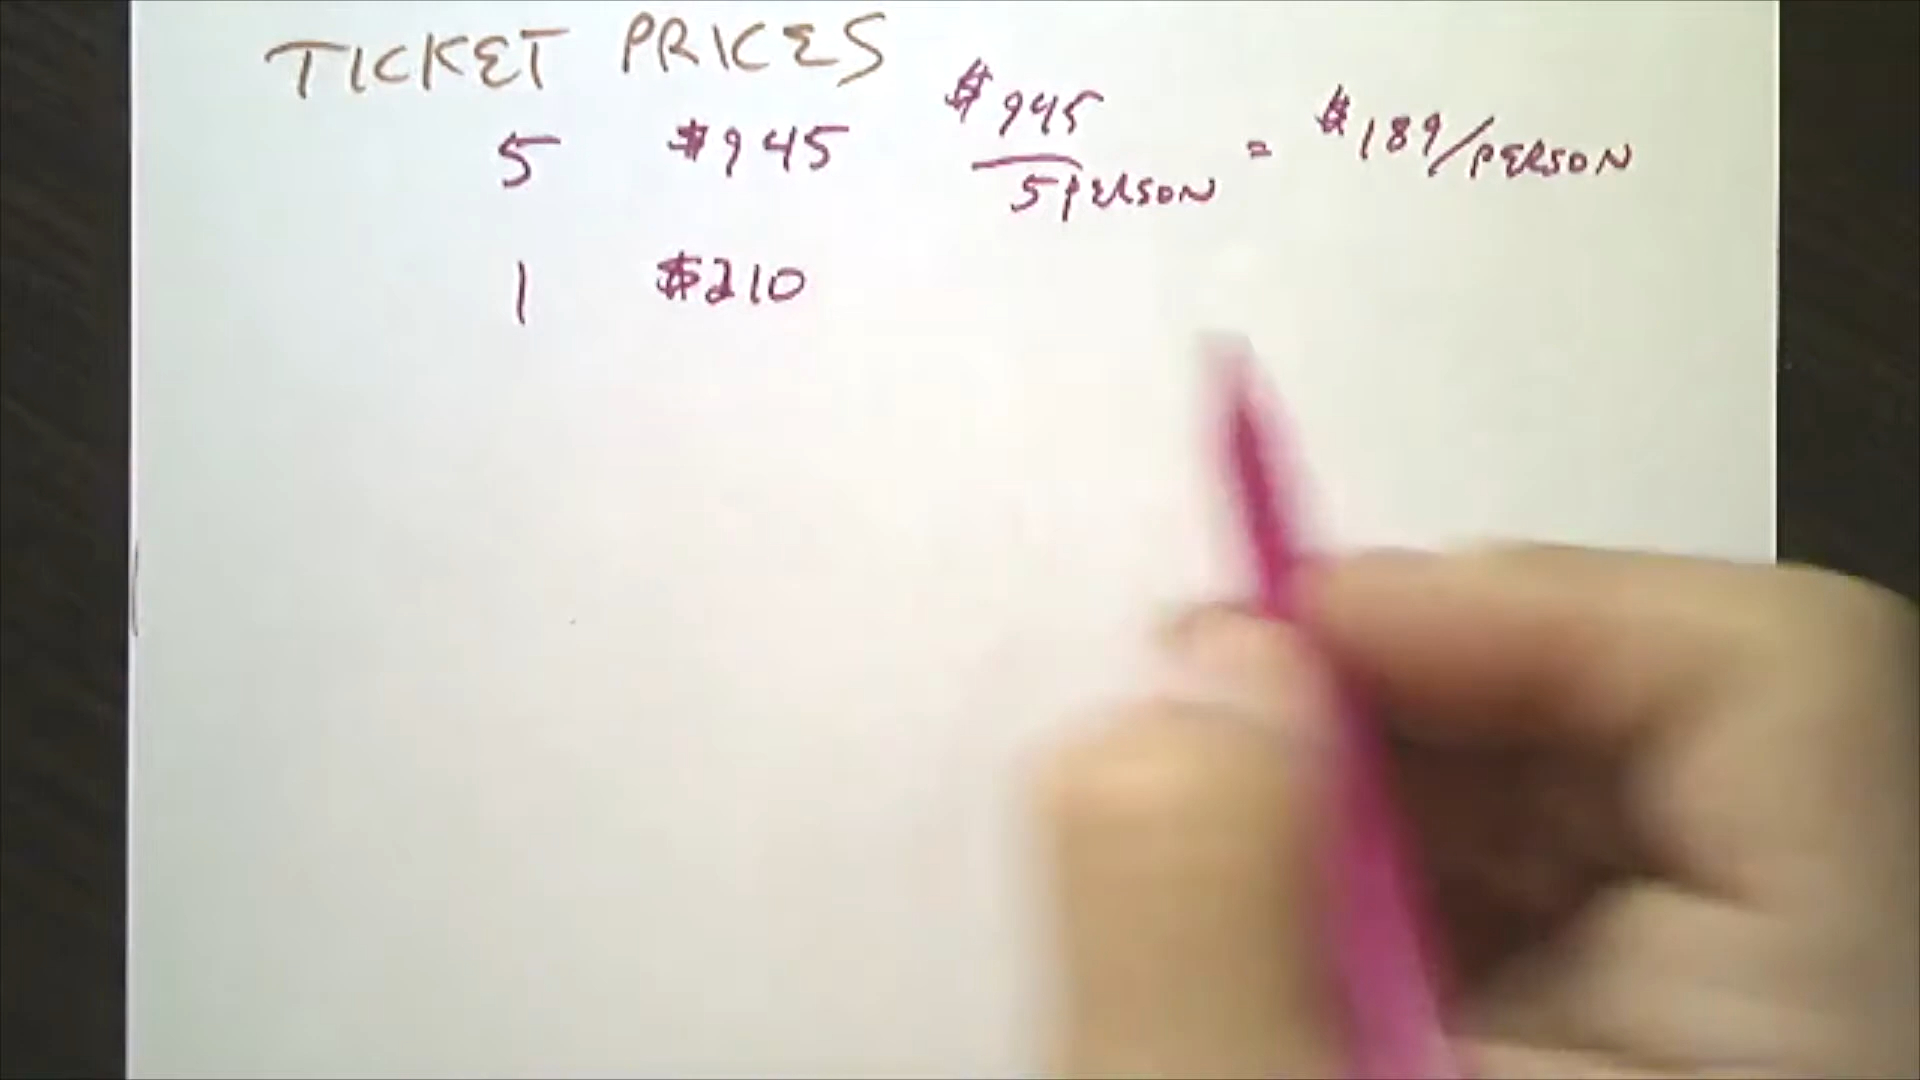 TICKET PRICES
5 $945 $945 / 5 PERSON = $189/PERSON
1 $210